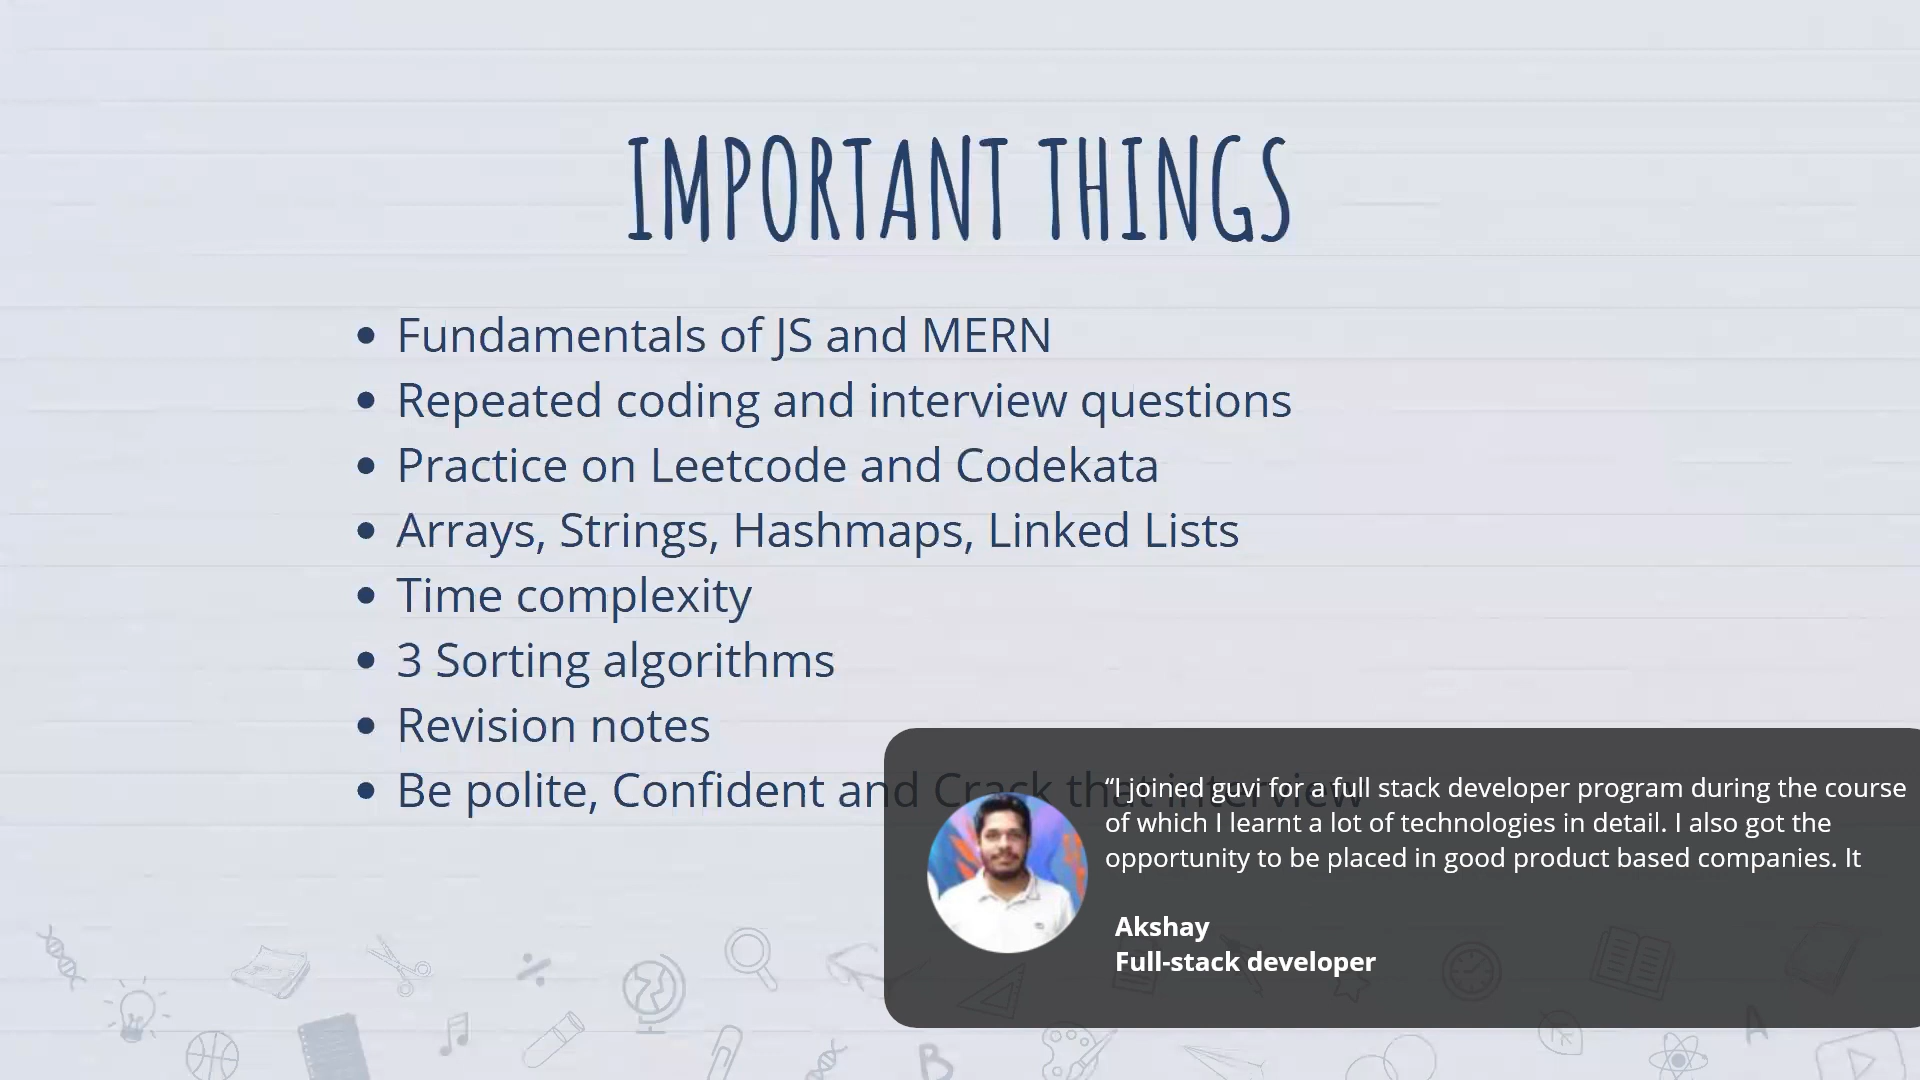 IMPORTANT THINGS
• Fundamentals of JS and MERN
• Repeated coding and interview questions
• Practice on Leetcode and Codekata
• Arrays, Strings, Hashmaps, Linked Lists
• Time complexity
• 3 Sorting algorithms
• Revision notes
• Be polite, Confident and Crack that interview
“I joined guvi for a full stack developer program during the course
of which I learnt a lot of technologies in detail. I also got the
opportunity to be placed in good product based companies. It
Akshay
Full-stack developer
B
A